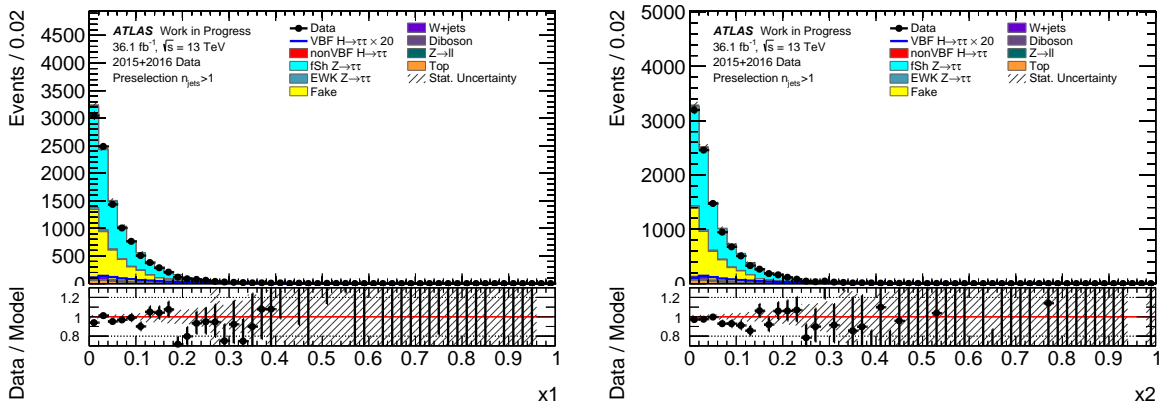 Events / 0.02
4500
4000
3500
3000
2500
2000
1500
1000
500
0
ATLAS Work in Progress
36.1 fb-1, √s = 13 TeV
2015+2016 Data
Preselection njets>1
Data
VBF H→ττ × 20
nonVBF H→ττ
fSh Z→ττ
EWK Z→ττ
Fake
W+jets
Diboson
Z→ll
Top
Stat. Uncertainty
Data / Model
1.2
1
0.8
0 0.1 0.2 0.3 0.4 0.5 0.6 0.7 0.8 0.9 1
x1
Events / 0.02
5000
4000
3000
2000
1000
0
ATLAS Work in Progress
36.1 fb-1, √s = 13 TeV
2015+2016 Data
Preselection njets>1
Data
VBF H→ττ × 20
nonVBF H→ττ
fSh Z→ττ
EWK Z→ττ
Fake
W+jets
Diboson
Z→ll
Top
Stat. Uncertainty
Data / Model
1.2
1
0.8
0 0.1 0.2 0.3 0.4 0.5 0.6 0.7 0.8 0.9 1
x2